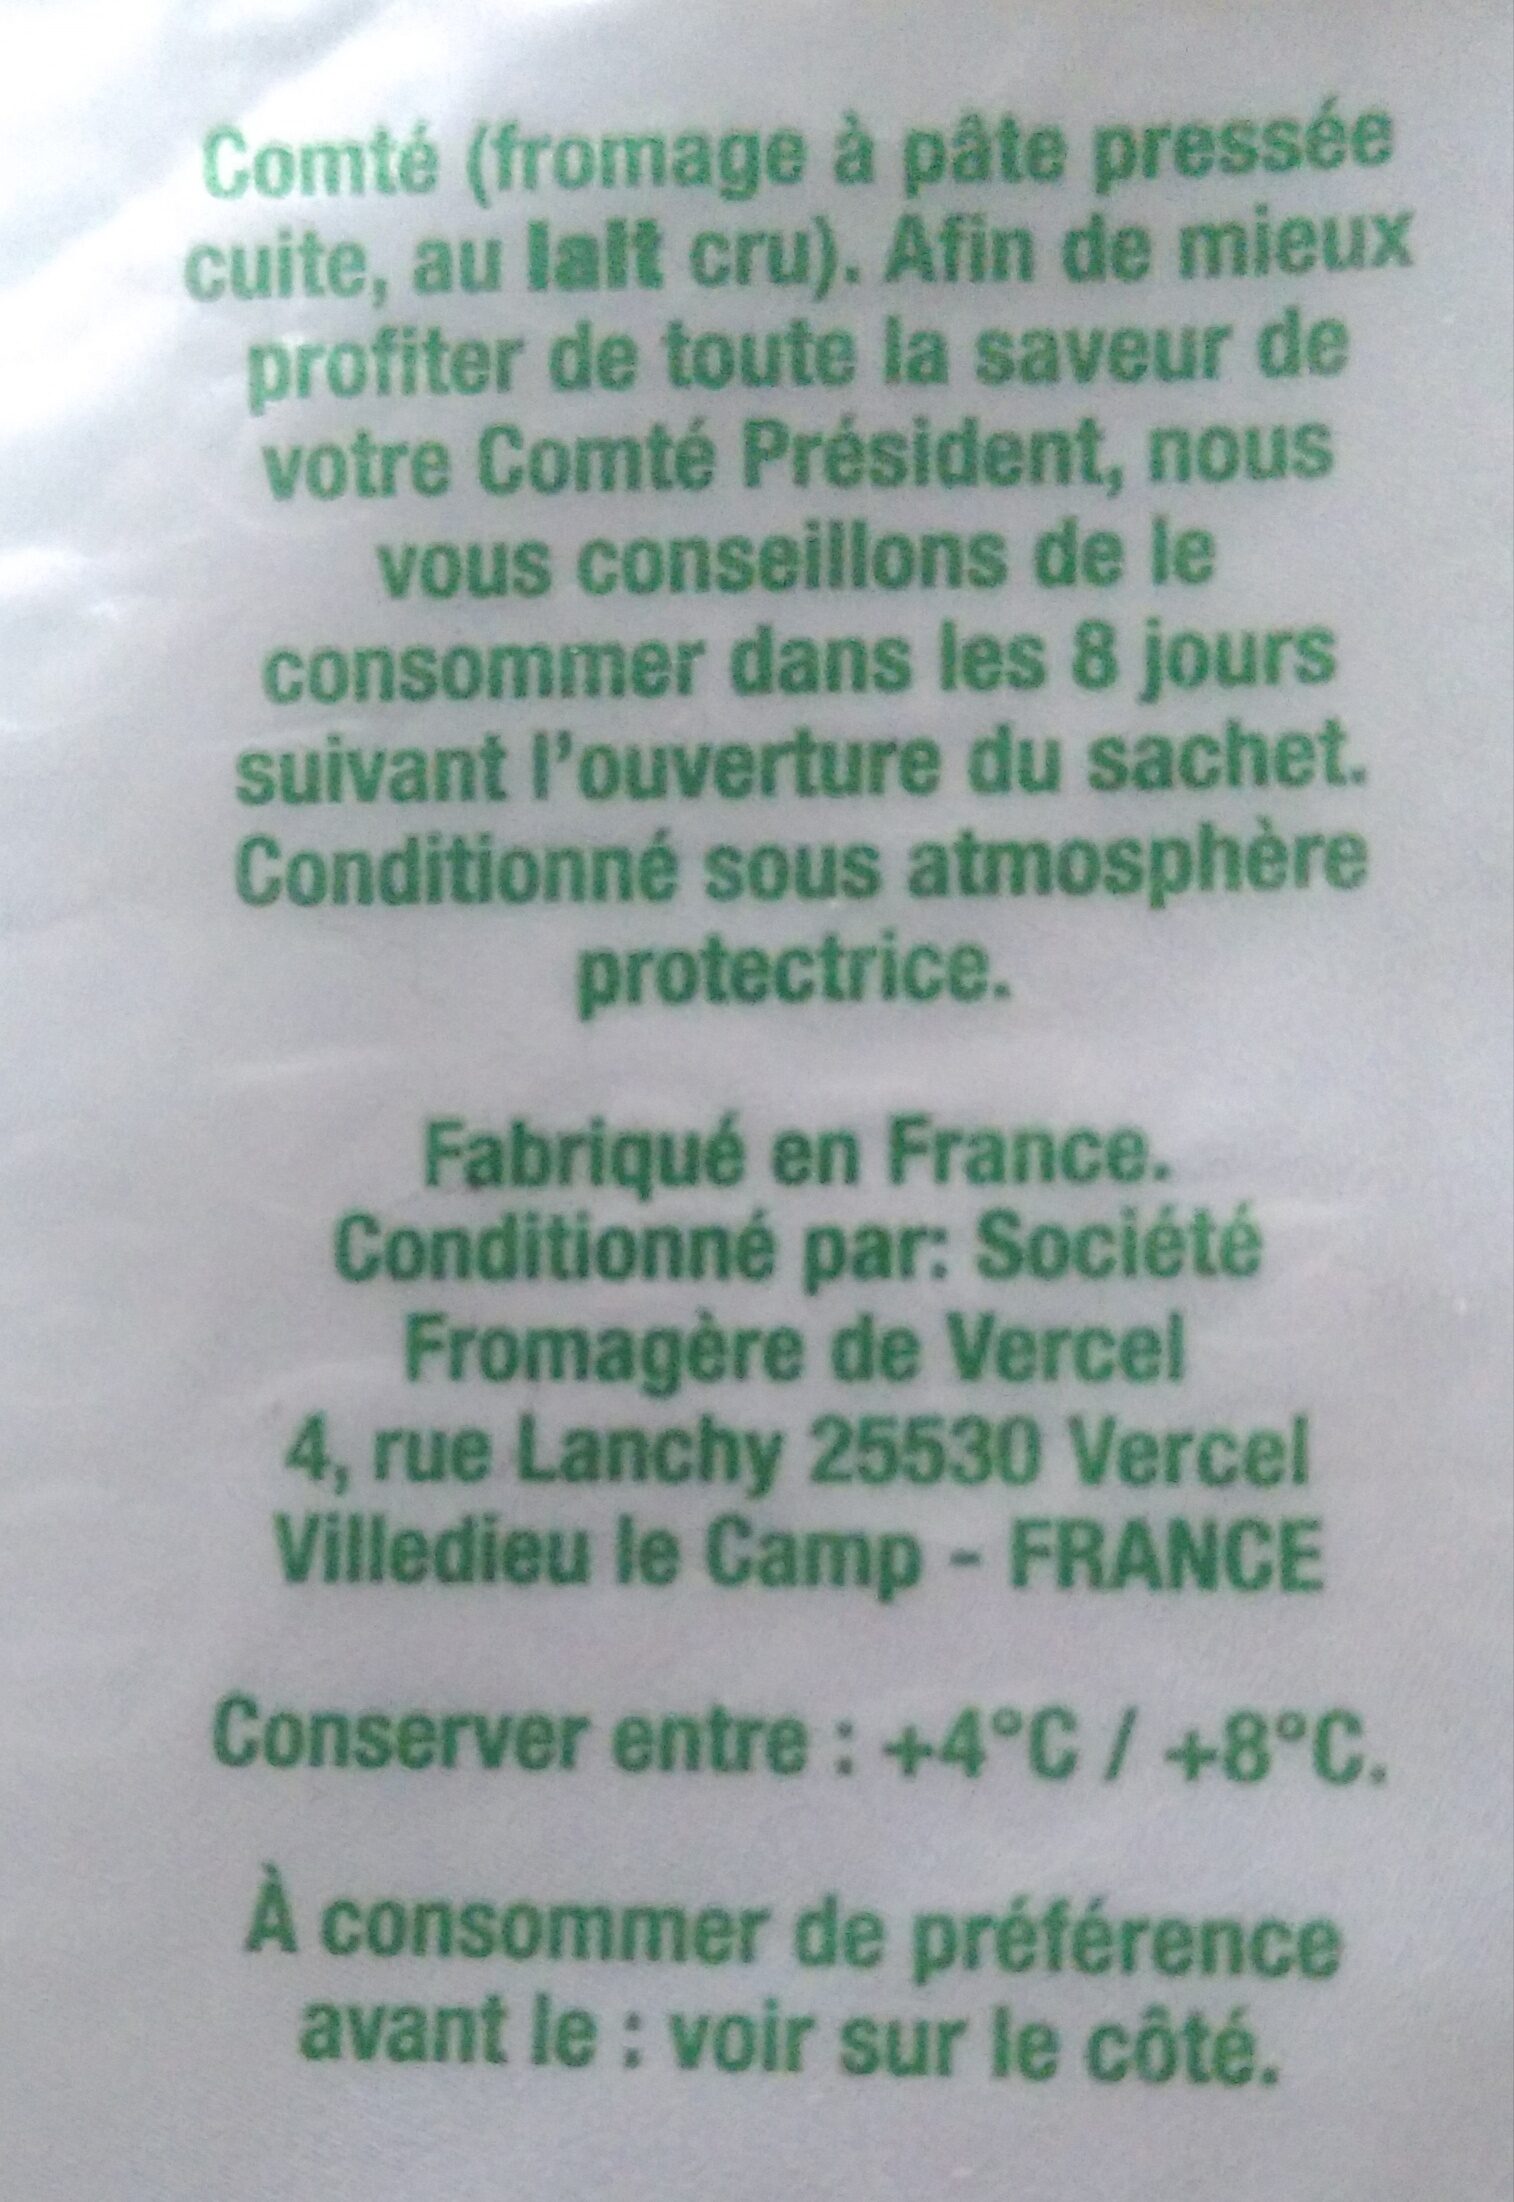 Comté (fromage à pâte pressée
cuite, au lait cru). Afin de mieux
profiter de toute la saveur de
votre Comté Président, nous
vous conseillons de le
consommer dans les 8 jours
suivant l'ouverture du sachet.
Conditionné sous atmosphère
protectrice.
Fabriqué en France.
Conditionné par: Société
Fromagère de Vercel
4, rue Lanchy 25530 Vercel
Villedieu le Camp - FRANCE
Conserver entre : +4°C / +8°C.
À consommer de préférence
avant le : voir sur le côté.